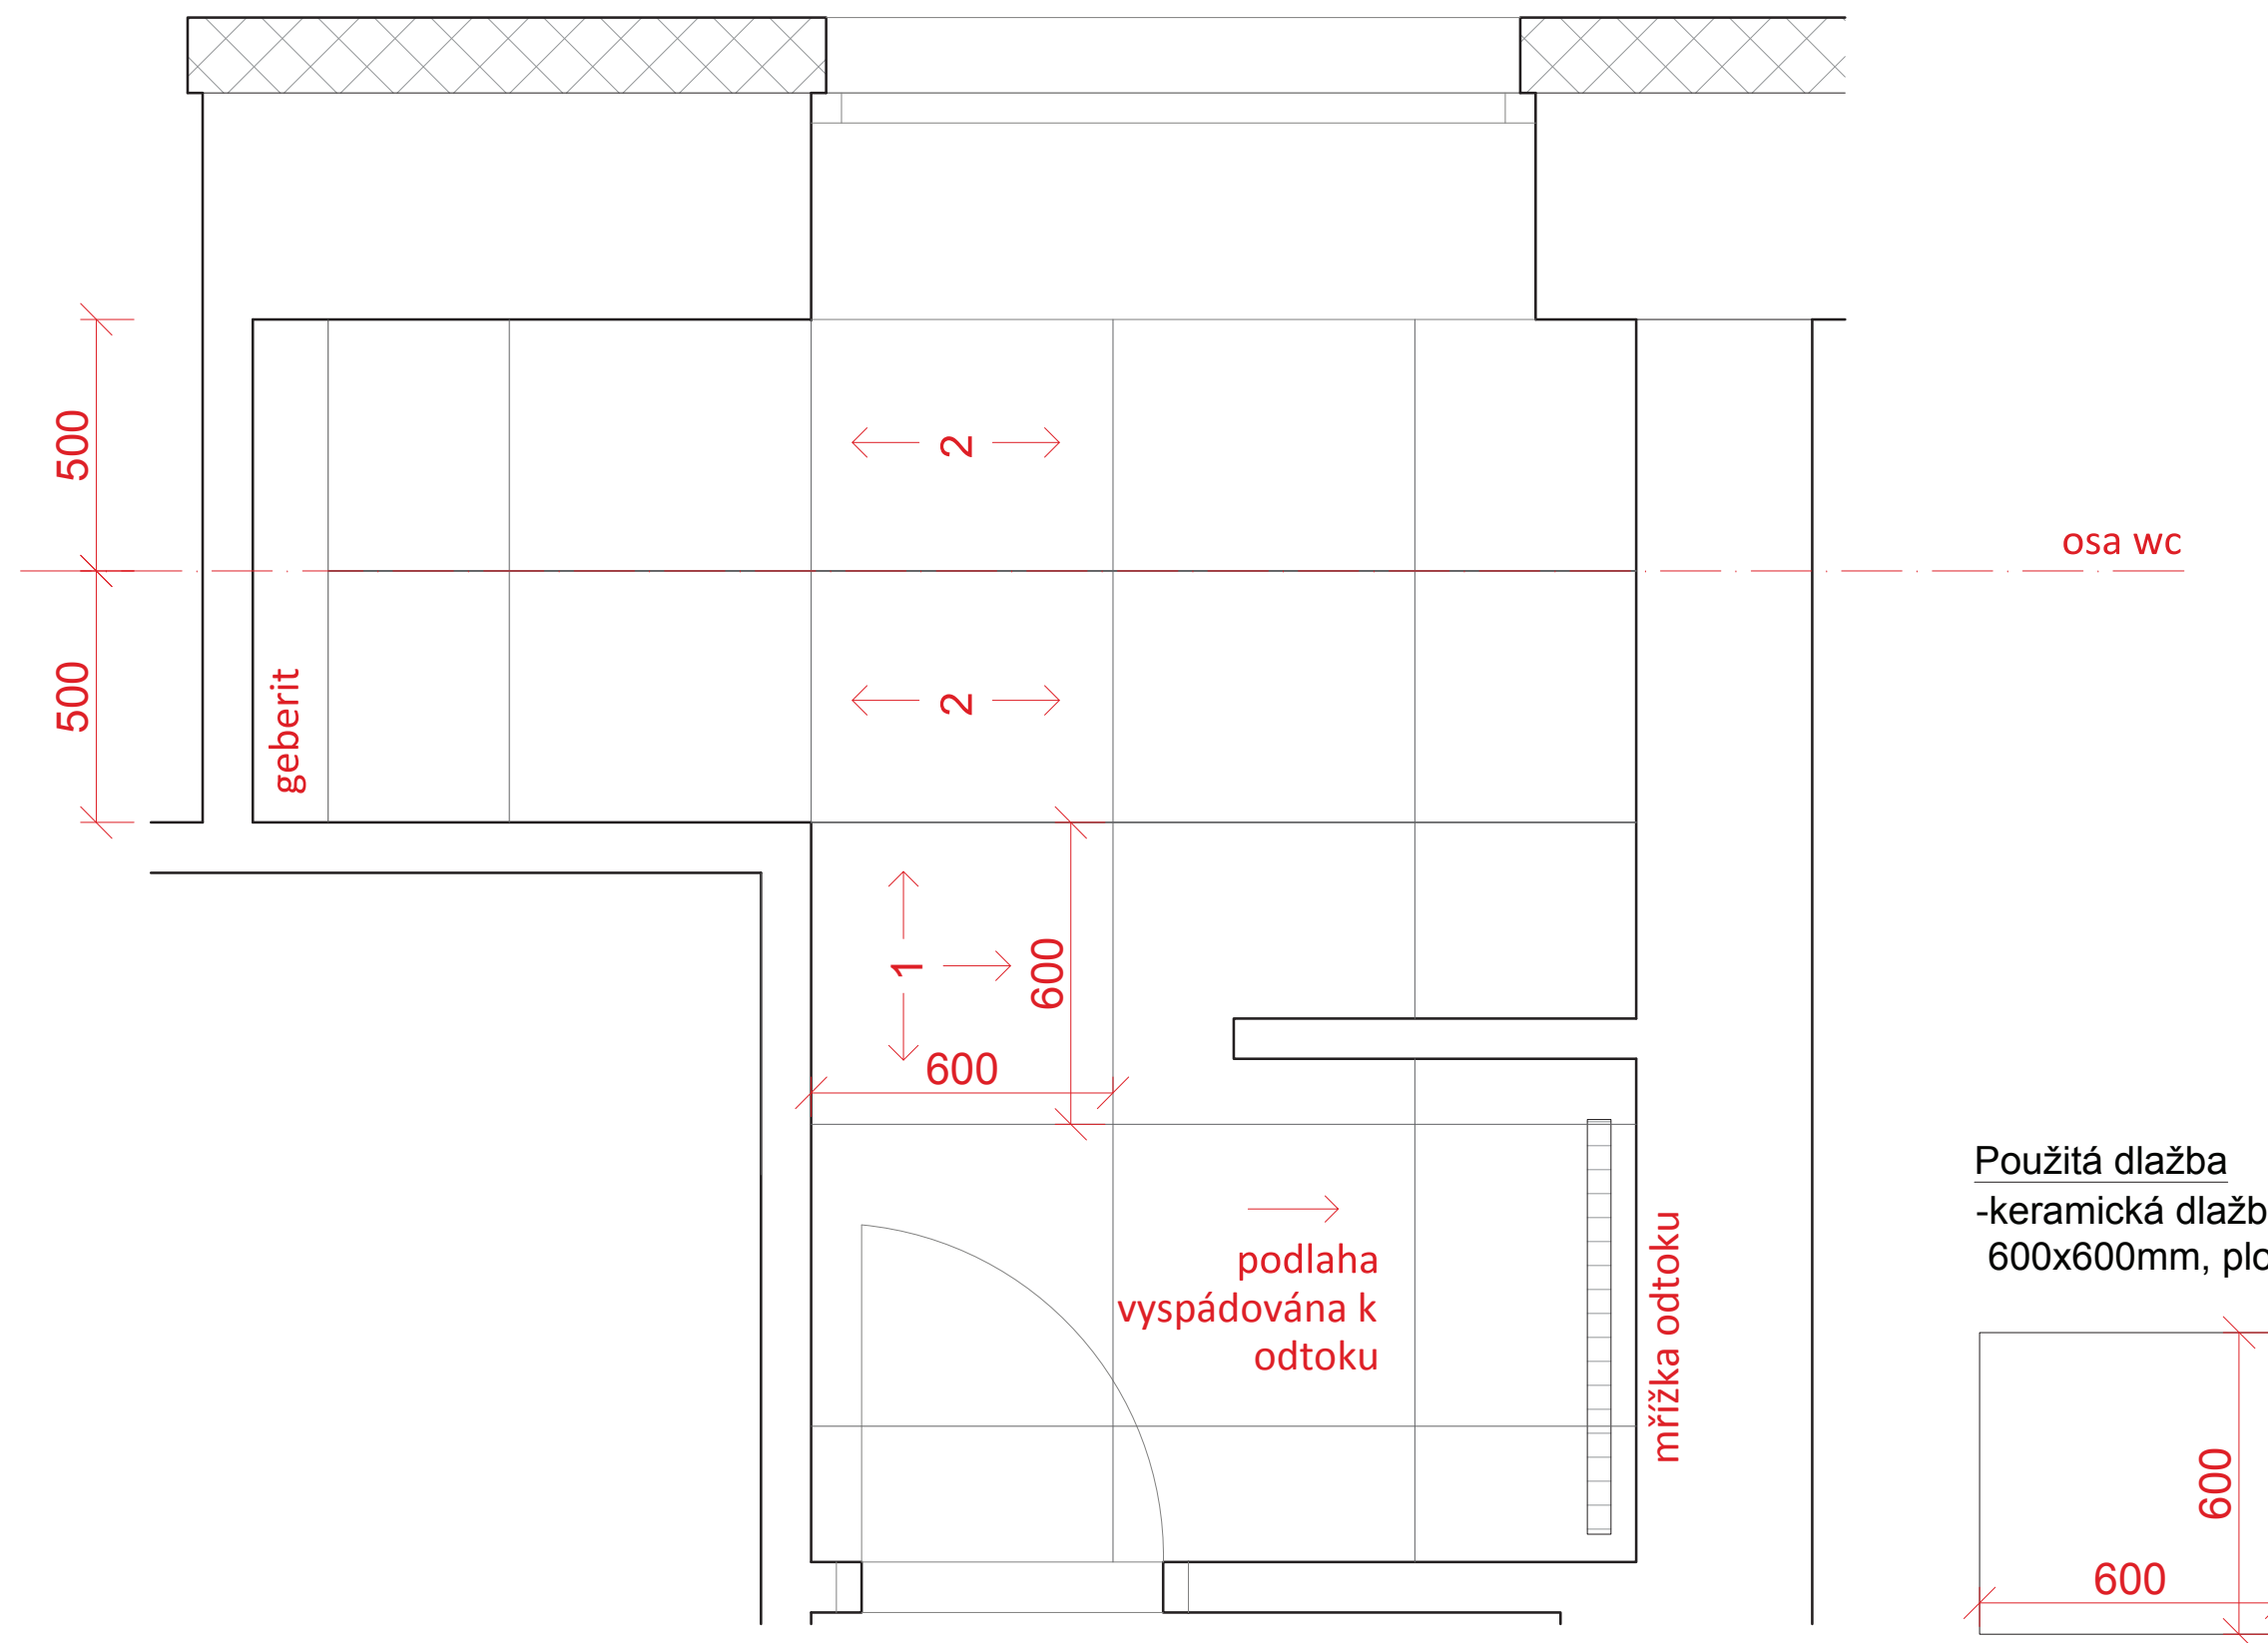 500
osa wc
2
500
geberit
2
1
600
600
podlaha
vyspádována k
odtoku
mřížka odtoku
Použitá dlažba
-keramická dlažb
600x600mm, plo
600
600